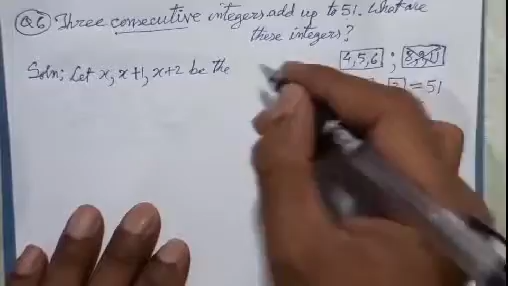 Q6 Three consecutive integers add up to 51. What are
these integers?
Soln; Let x, x+1, x+2 be the
4,5,6 ;
= 51